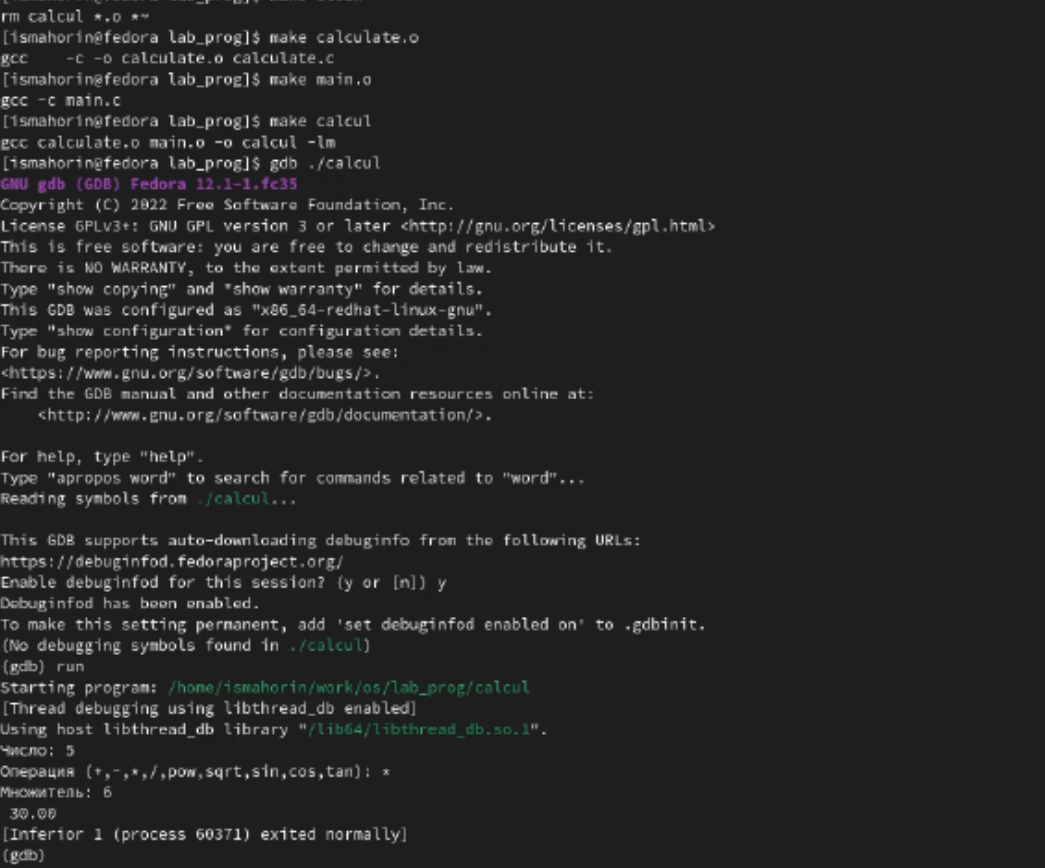 rm calcul *.o *~
[ismahorin@fedora lab_prog]$ make calculate.o
gcc    -c -o calculate.o calculate.c
[ismahorin@fedora lab_prog]$ make main.o
gcc -c main.c
[ismahorin@fedora lab_prog]$ make calcul
gcc calculate.o main.o -o calcul -lm
[ismahorin@fedora lab_prog]$ gdb ./calcul
GNU gdb (GDB) Fedora 12.1-1.fc35
Copyright (C) 2022 Free Software Foundation, Inc.
License GPLv3+: GNU GPL version 3 or later <http://gnu.org/licenses/gpl.html>
This is free software: you are free to change and redistribute it.
There is NO WARRANTY, to the extent permitted by law.
Type "show copying" and "show warranty" for details.
This GDB was configured as "x86_64-redhat-linux-gnu".
Type "show configuration" for configuration details.
For bug reporting instructions, please see:
<https://www.gnu.org/software/gdb/bugs/>.
Find the GDB manual and other documentation resources online at:
    <http://www.gnu.org/software/gdb/documentation/>.
For help, type "help".
Type "apropos word" to search for commands related to "word"...
Reading symbols from ./calcul...
This GDB supports auto-downloading debuginfo from the following URLs:
https://debuginfod.fedoraproject.org/
Enable debuginfod for this session? (y or [n]) y
Debuginfod has been enabled.
To make this setting permanent, add 'set debuginfod enabled on' to .gdbinit.
(No debugging symbols found in ./calcul)
(gdb) run
Starting program: /home/ismahorin/work/os/lab_prog/calcul
[Thread debugging using libthread_db enabled]
Using host libthread_db library "/lib64/libthread_db.so.1".
Число: 5
Операция (+,-,*,/,pow,sqrt,sin,cos,tan): *
Множитель: 6
 30.00
[Inferior 1 (process 60371) exited normally]
(gdb)